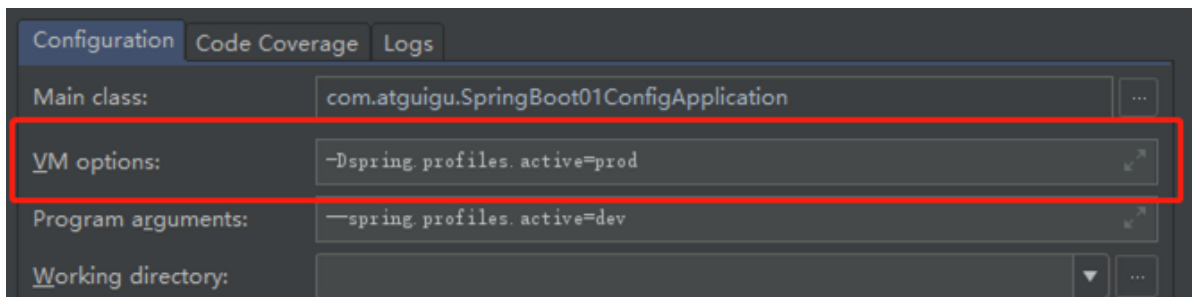 Configuration Code Coverage Logs
Main class: com.atguigu.SpringBoot01ConfigApplication ...
VM options: -Dspring.profiles.active=prod
Program arguments: --spring.profiles.active=dev
Working directory: ...